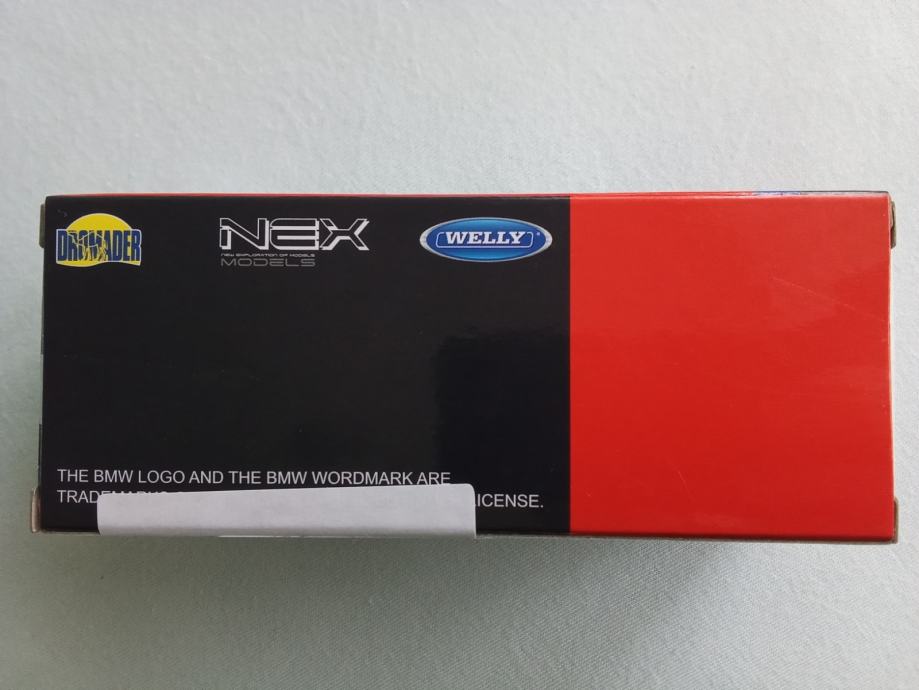 DROMADER
NEX
NEW EXPLORATION OF MODELS
MODELS
WELLY
THE BMW LOGO AND THE BMW WORDMARK ARE
LICENSE.